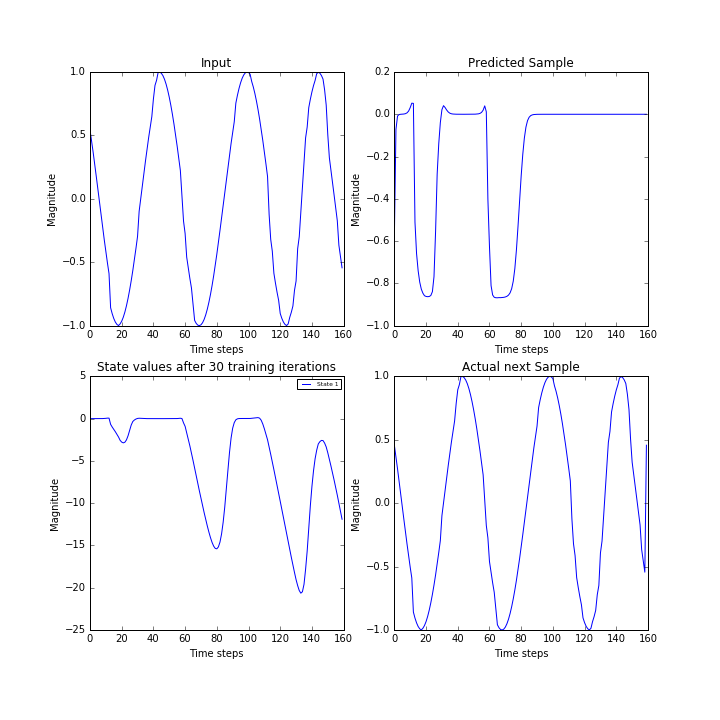 Input
Magnitude
1.0
0.5
0.0
−0.5
−1.0
0 20 40 60 80 100 120 140 160
Time steps
Predicted Sample
Magnitude
0.2
0.0
−0.2
−0.4
−0.6
−0.8
−1.0
0 20 40 60 80 100 120 140 160
Time steps
State values after 30 training iterations
State 1
Magnitude
5
0
−5
−10
−15
−20
−25
0 20 40 60 80 100 120 140 160
Time steps
Actual next Sample
Magnitude
1.0
0.5
0.0
−0.5
−1.0
0 20 40 60 80 100 120 140 160
Time steps